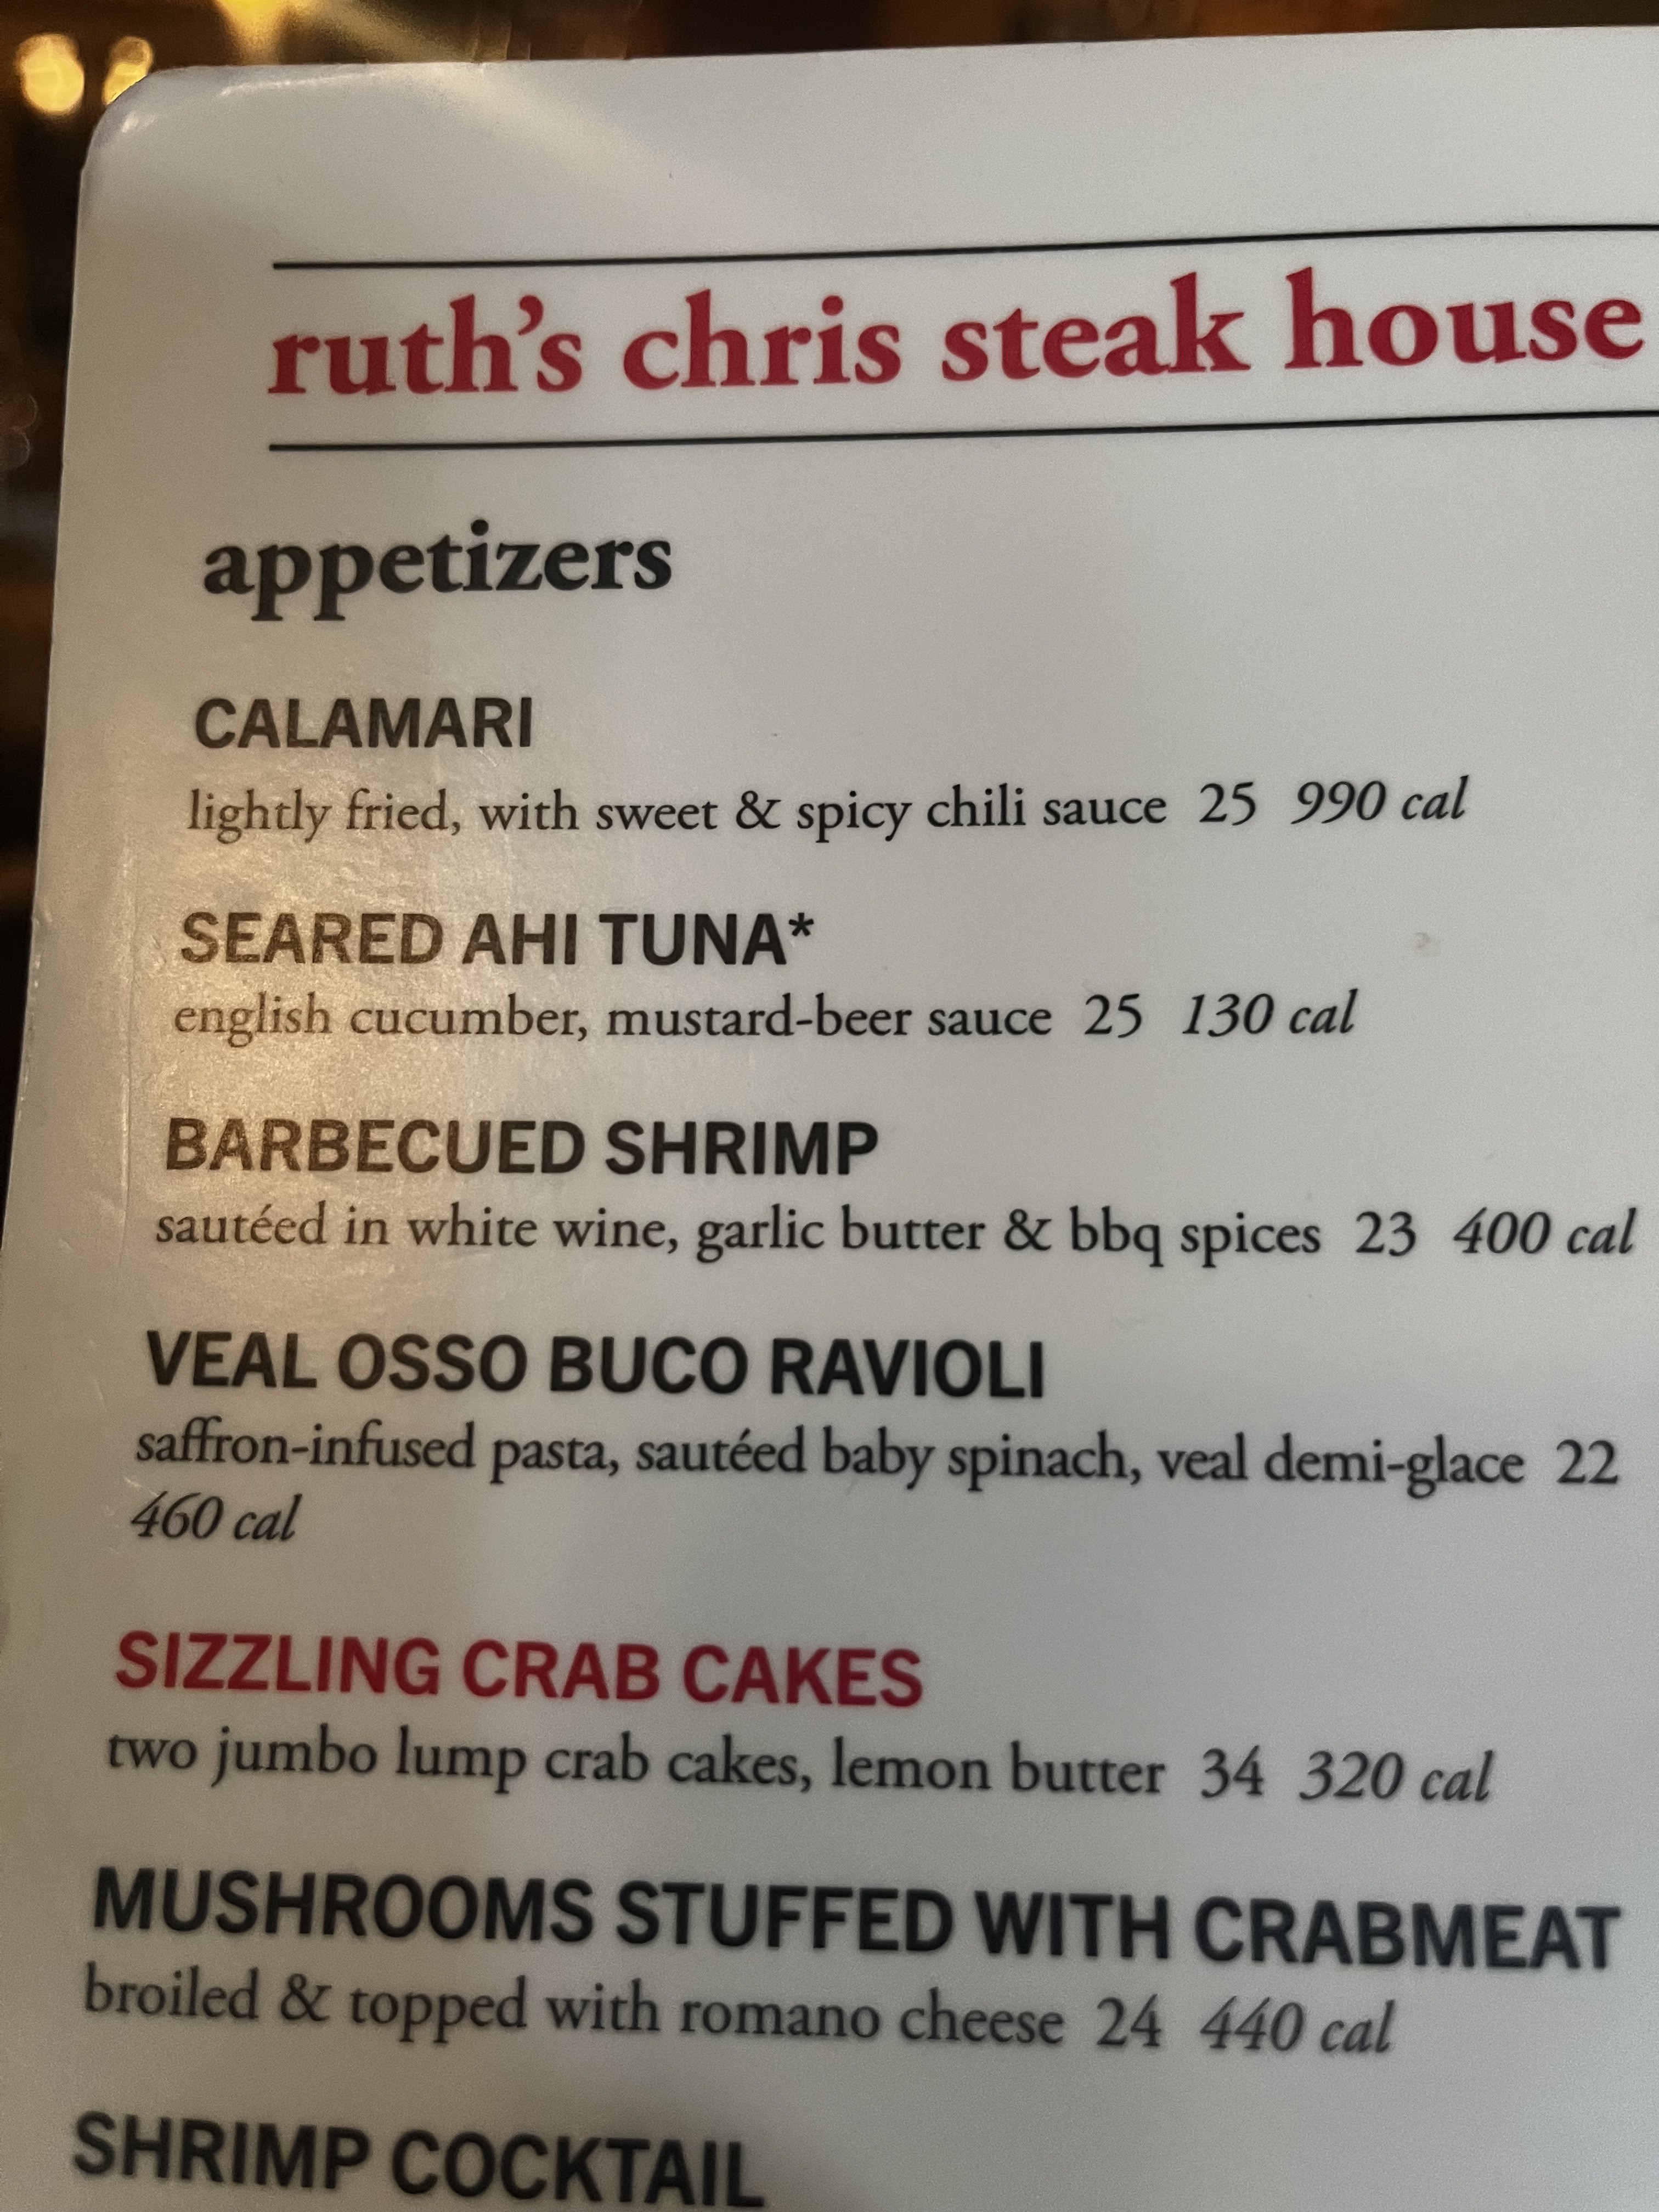 ruth's chris steak house
appetizers
CALAMARI
lightly fried, with sweet & spicy chili sauce 25 990 cal
SEARED AHI TUNA*
english cucumber, mustard-beer sauce 25 130 cal
BARBECUED SHRIMP
sautéed in white wine, garlic butter & bbq spices 23 400 cal
VEAL OSSO BUCO RAVIOLI
saffron-infused pasta, sautéed baby spinach, veal demi-glace 22
460 cal
SIZZLING CRAB CAKES
two jumbo lump crab cakes, lemon butter 34 320 cal
MUSHROOMS STUFFED WITH CRABMEAT
broiled & topped with romano cheese 24 440 cal
SHRIMP COCKTAIL